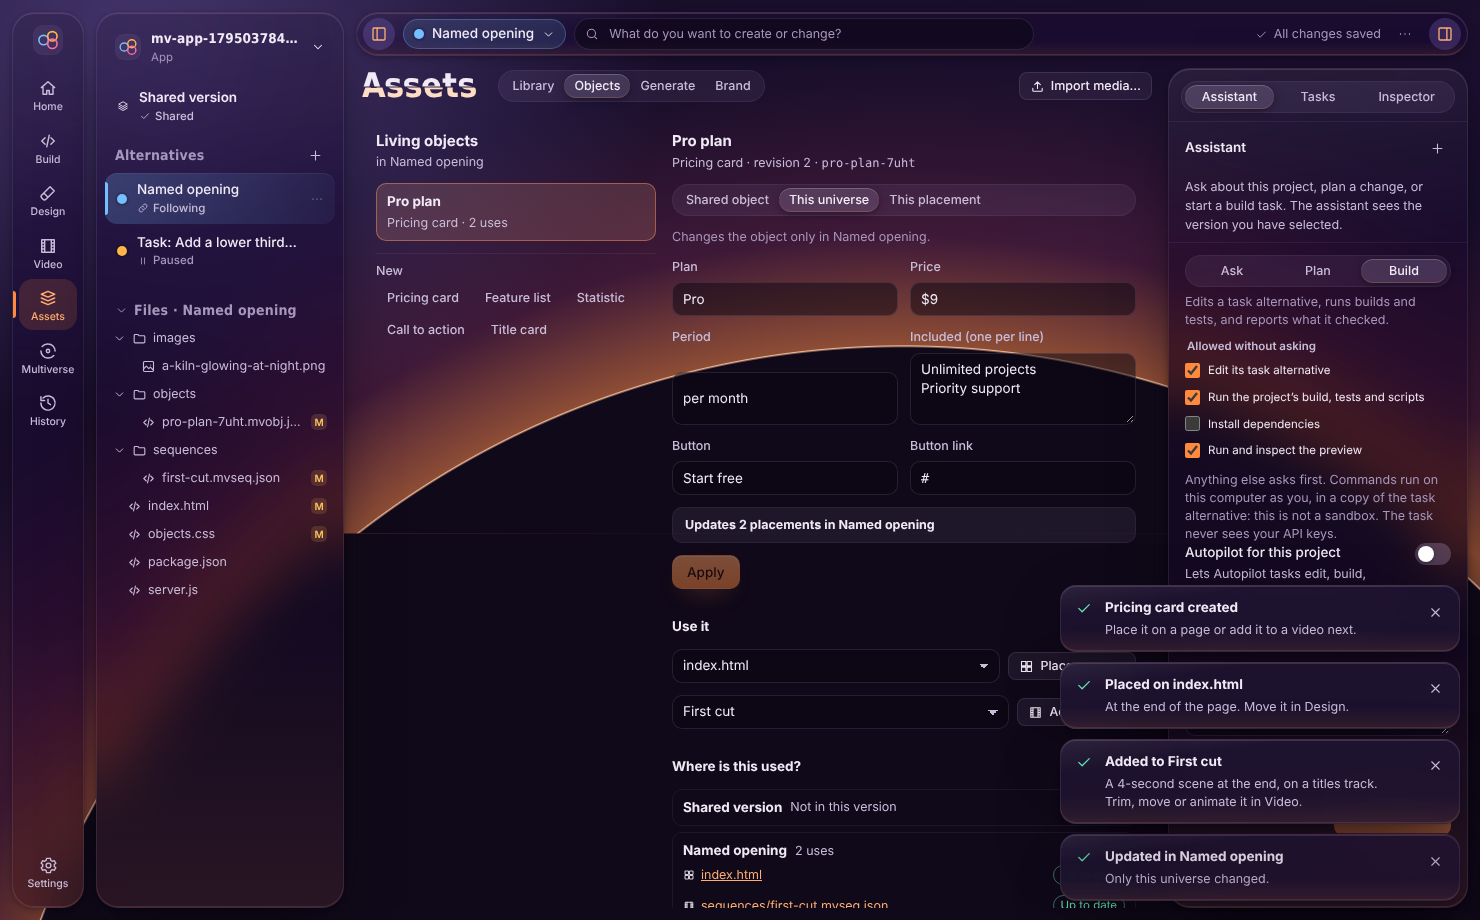 Home
Build
Design
Video
Assets
Multiverse
History
Settings
mv-app-179503784...
App
Shared version
Shared
Alternatives
Named opening
Following
Task: Add a lower third...
Paused
Files · Named opening
images
a-kiln-glowing-at-night.png
objects
pro-plan-7uht.mvobj.j...
M
sequences
first-cut.mvseq.json
M
index.html
M
objects.css
M
package.json
server.js
Named opening
What do you want to create or change?
All changes saved
Assets
Library
Objects
Generate
Brand
Import media...
Living objects
in Named opening
Pro plan
Pricing card · 2 uses
New
Pricing card
Feature list
Statistic
Call to action
Title card
Pro plan
Pricing card · revision 2 · pro-plan-7uht
Shared object
This universe
This placement
Changes the object only in Named opening.
Plan
Price
Pro
$9
Period
Included (one per line)
per month
Unlimited projects
Priority support
Button
Button link
Start free
#
Updates 2 placements in Named opening
Apply
Use it
index.html
First cut
Where is this used?
Shared version Not in this version
Named opening 2 uses
index.html
sequences/first-cut.mvseq.json
Up to date
Assistant
Tasks
Inspector
Assistant
Ask about this project, plan a change, or
start a build task. The assistant sees the
version you have selected.
Ask
Plan
Build
Edits a task alternative, runs builds and
tests, and reports what it checked.
Allowed without asking
Edit its task alternative
Run the project's build, tests and scripts
Install dependencies
Run and inspect the preview
Anything else asks first. Commands run on
this computer as you, in a copy of the task
alternative: this is not a sandbox. The task
never sees your API keys.
Autopilot for this project
Lets Autopilot tasks edit, build,
Pricing card created
Place it on a page or add it to a video next.
Placed on index.html
At the end of the page. Move it in Design.
Added to First cut
A 4-second scene at the end, on a titles track.
Trim, move or animate it in Video.
Updated in Named opening
Only this universe changed.